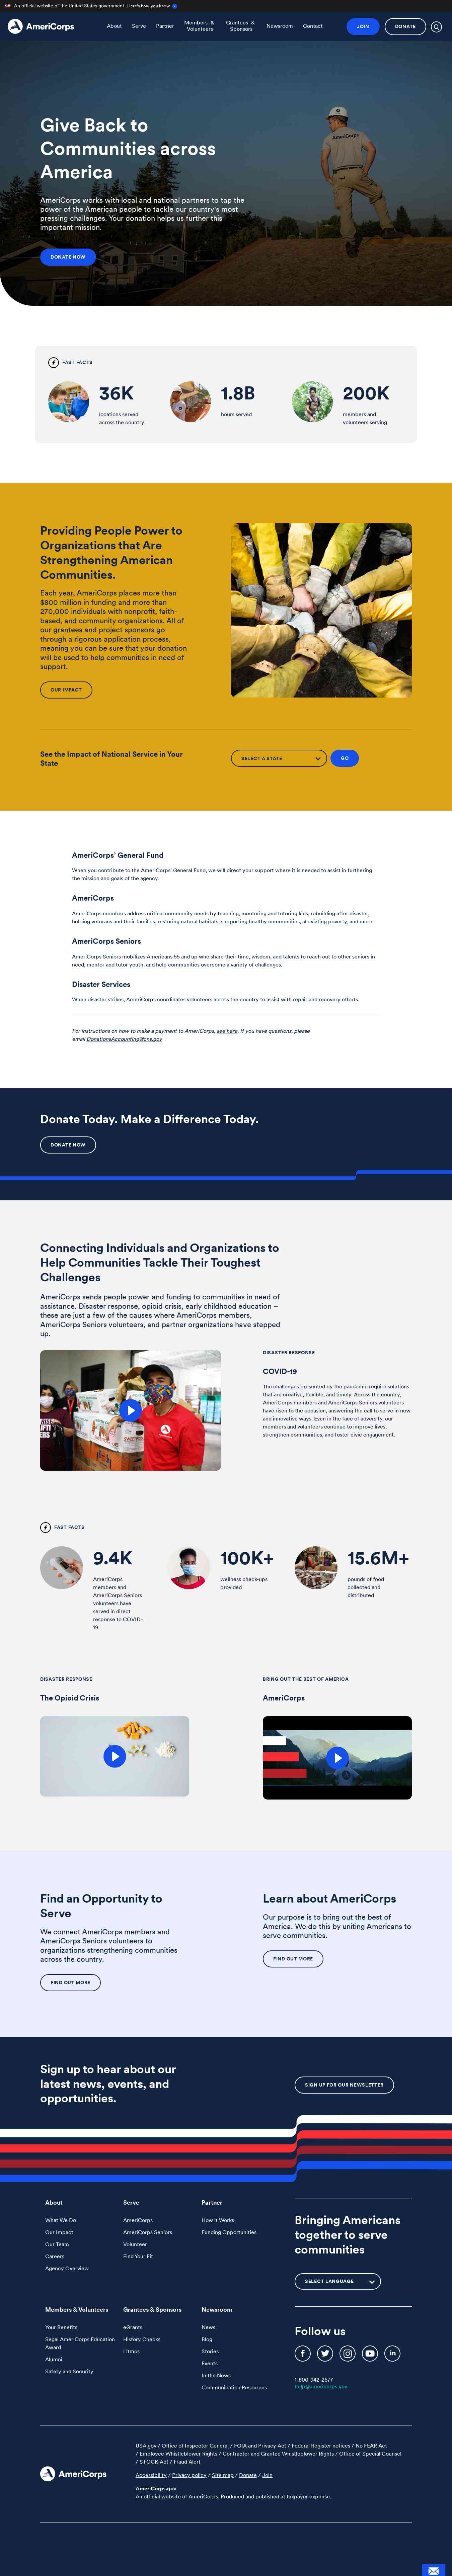 An official website of the United States government Here's how you know
AmeriCorps
About
Serve
Partner
Members &
Volunteers
Grantees &
Sponsors
Newsroom
Contact
JOIN
DONATE
Give Back to
Communities across
America
AmeriCorps works with local and national partners to tap the
power of the American people to tackle our country's most
pressing challenges. Your donation helps us further this
important mission.
DONATE NOW
FAST FACTS
36K
locations served
across the country
1.8B
hours served
200K
members and
volunteers serving
Providing People Power to
Organizations that Are
Strengthening American
Communities.
Each year, AmeriCorps places more than
$800 million in funding and more than
270,000 individuals with nonprofit, faith-
based, and community organizations. All of
our grantees and project sponsors go
through a rigorous application process,
meaning you can be sure that your donation
will be used to help communities in need of
support.
OUR IMPACT
See the Impact of National Service in Your
State
SELECT A STATE
GO
AmeriCorps' General Fund
When you contribute to the AmeriCorps' General Fund, we will direct your support where it is needed to assist in furthering
the mission and goals of the agency.
AmeriCorps
AmeriCorps members address critical community needs by teaching, mentoring and tutoring kids, rebuilding after disaster,
helping veterans and their families, restoring natural habitats, supporting healthy communities, alleviating poverty, and more.
AmeriCorps Seniors
AmeriCorps Seniors mobilizes Americans 55 and up who share their time, wisdom, and talents to reach out to other seniors in
need, mentor and tutor youth, and help communities overcome a variety of challenges.
Disaster Services
When disaster strikes, AmeriCorps coordinates volunteers across the country to assist with repair and recovery efforts.
For instructions on how to make a payment to AmeriCorps, see here. If you have questions, please
email DonationsAccounting@cns.gov
Donate Today. Make a Difference Today.
DONATE NOW
Connecting Individuals and Organizations to
Help Communities Tackle Their Toughest
Challenges
AmeriCorps sends people power and funding to communities in need of
assistance. Disaster response, opioid crisis, early childhood education –
these are just a few of the causes where AmeriCorps members,
AmeriCorps Seniors volunteers, and partner organizations have stepped
up.
DISASTER RESPONSE
COVID-19
The challenges presented by the pandemic require solutions
that are creative, flexible, and timely. Across the country,
AmeriCorps members and AmeriCorps Seniors volunteers
have risen to the occasion, answering the call to serve in new
and innovative ways. Even in the face of adversity, our
members and volunteers continue to improve lives,
strengthen communities, and foster civic engagement.
FAST FACTS
9.4K
AmeriCorps
members and
AmeriCorps Seniors
volunteers have
served in direct
response to COVID-
19
100K+
wellness check-ups
provided
15.6M+
pounds of food
collected and
distributed
DISASTER RESPONSE
The Opioid Crisis
BRING OUT THE BEST OF AMERICA
AmeriCorps
Find an Opportunity to
Serve
We connect AmeriCorps members and
AmeriCorps Seniors volunteers to
organizations strengthening communities
across the country.
FIND OUT MORE
Learn about AmeriCorps
Our purpose is to bring out the best of
America. We do this by uniting Americans to
serve communities.
FIND OUT MORE
Sign up to hear about our
latest news, events, and
opportunities.
SIGN UP FOR OUR NEWSLETTER
About
What We Do
Our Impact
Our Team
Careers
Agency Overview
Serve
AmeriCorps
AmeriCorps Seniors
Volunteer
Find Your Fit
Partner
How it Works
Funding Opportunities
Bringing Americans
together to serve
communities
SELECT LANGUAGE
Members & Volunteers
Your Benefits
Segal AmeriCorps Education
Award
Alumni
Safety and Security
Grantees & Sponsors
eGrants
History Checks
Litmos
Newsroom
News
Blog
Stories
Events
In the News
Communication Resources
Follow us
1-800-942-2677
help@americorps.gov
AmeriCorps
USA.gov / Office of Inspector General / FOIA and Privacy Act / Federal Register notices / No FEAR Act
/ Employee Whistleblower Rights / Contractor and Grantee Whistleblower Rights / Office of Special Counsel
/ STOCK Act / Fraud Alert
Accessibility / Privacy policy / Site map / Donate / Join
AmeriCorps.gov
An official website of AmeriCorps. Produced and published at taxpayer expense.